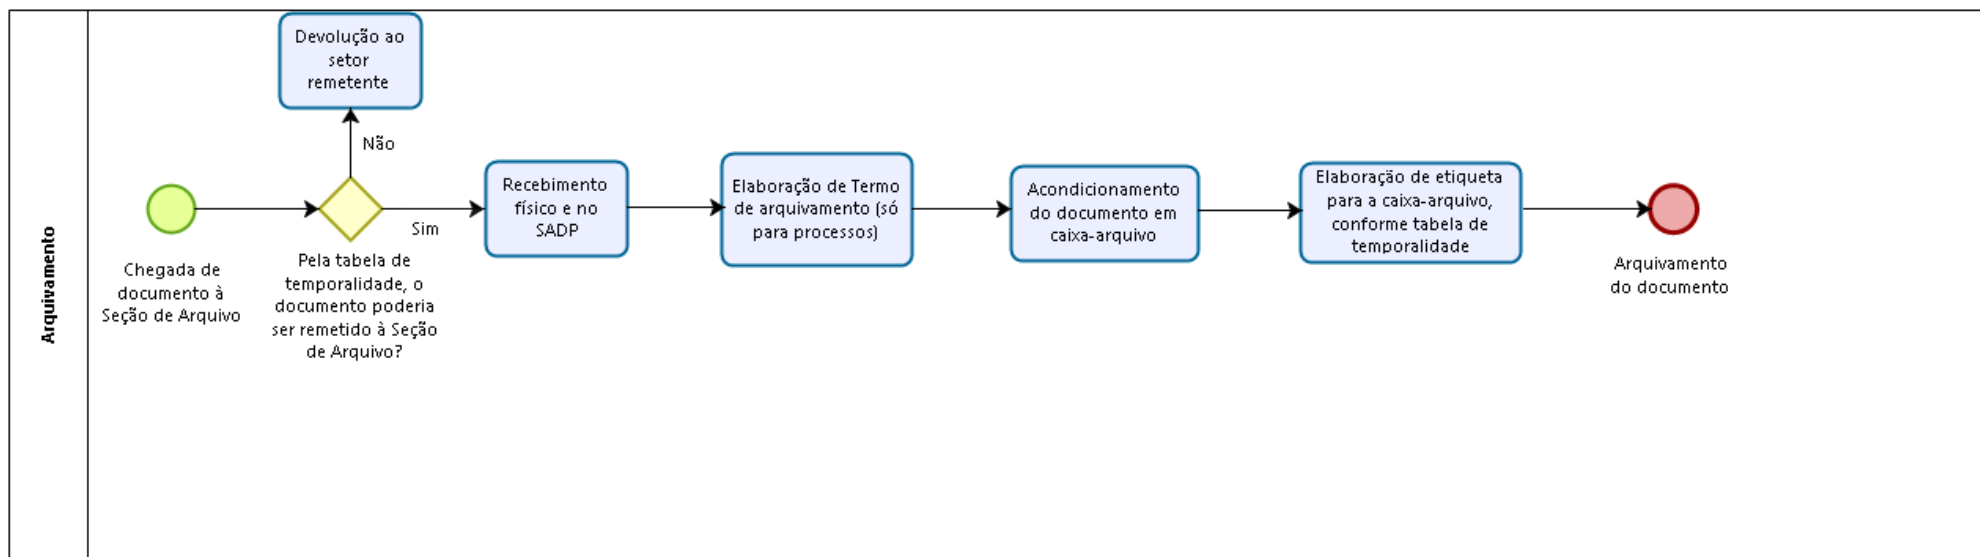 Arquivamento
Devolução ao
setor
remetente
Não
Sim
Chegada de
documento à
Seção de Arquivo
Pela tabela de
temporalidade, o
documento poderia
ser remetido à Seção
de Arquivo?
Recebimento
físico e no
SADP
Elaboração de Termo
de arquivamento (só
para processos)
Acondicionamento
do documento em
caixa-arquivo
Elaboração de etiqueta
para a caixa-arquivo,
conforme tabela de
temporalidade
Arquivamento
do documento